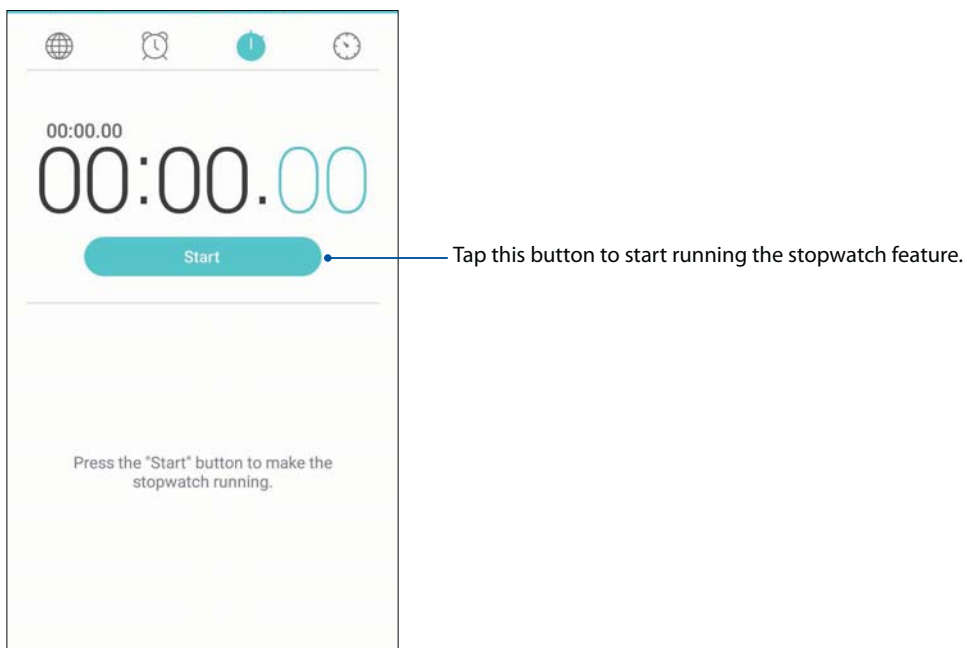 00:00.00
00:00.00
Start
Tap this button to start running the stopwatch feature.
Press the "Start" button to make the
stopwatch running.